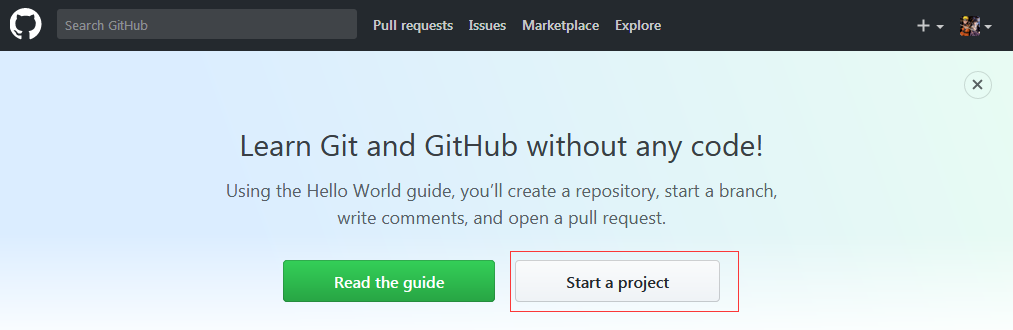 Search GitHub
Pull requests Issues Marketplace Explore
Learn Git and GitHub without any code!
Using the Hello World guide, you’ll create a repository, start a branch,
write comments, and open a pull request.
Read the guide
Start a project